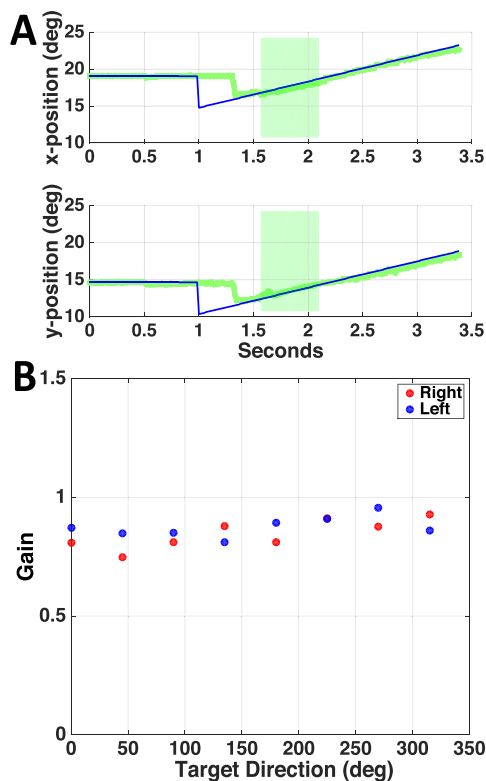 A
x-position (deg)
25
20
15
10
0 0.5 1 1.5 2 2.5 3 3.5
y-position (deg)
25
20
15
10
0 0.5 1 1.5 2 2.5 3 3.5
Seconds
B
Gain
1.5
1
0.5
0
Right
Left
0 50 100 150 200 250 300 350
Target Direction (deg)